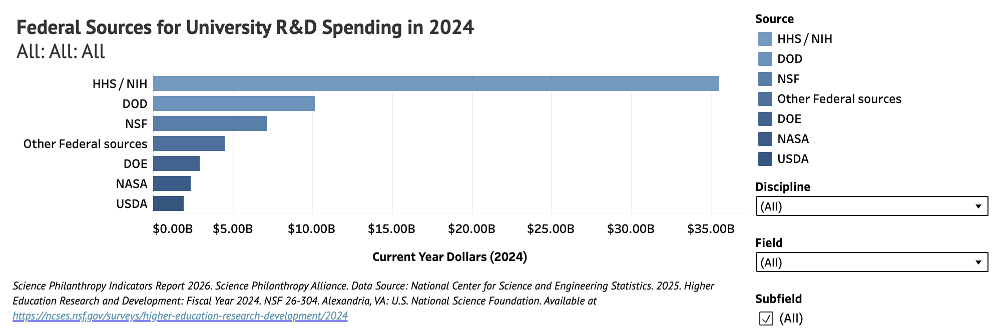 Federal Sources for University R&D Spending in 2024
All: All: All
HHS / NIH
DOD
NSF
Other Federal sources
DOE
NASA
USDA
$0.00B $5.00B $10.00B $15.00B $20.00B $25.00B $30.00B $35.00B
Current Year Dollars (2024)
Science Philanthropy Indicators Report 2026. Science Philanthropy Alliance. Data Source: National Center for Science and Engineering Statistics. 2025. Higher
Education Research and Development: Fiscal Year 2024. NSF 26-304. Alexandria, VA: U.S. National Science Foundation. Available at
https://ncses.nsf.gov/surveys/higher-education-research-development/2024
Source
HHS / NIH
DOD
NSF
Other Federal sources
DOE
NASA
USDA
Discipline
(All)
Field
(All)
Subfield
(All)